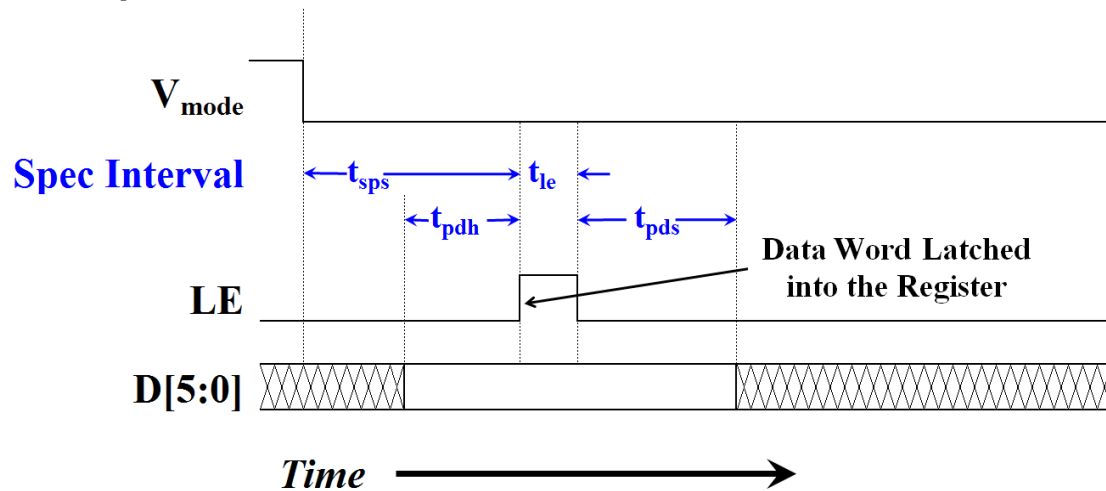 Vmode
Spec Interval
tsps
tle
tpdh
tpds
Data Word Latched
into the Register
LE
D[5:0]
Time